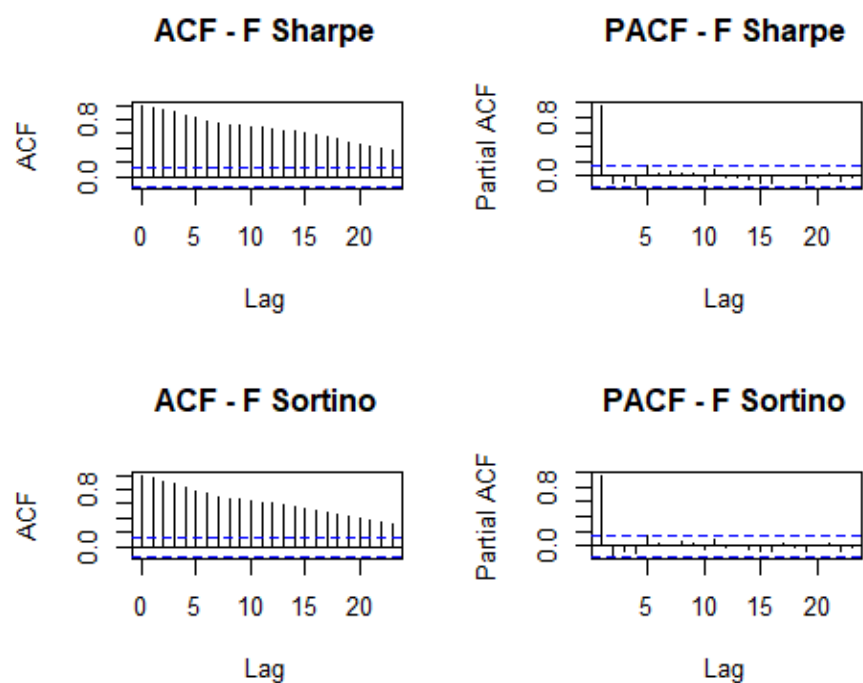 ACF - F Sharpe
ACF
0.0 0.8
0 5 10 15 20
Lag
PACF - F Sharpe
Partial ACF
0.0 0.8
5 10 15 20
Lag
ACF - F Sortino
ACF
0.0 0.8
0 5 10 15 20
Lag
PACF - F Sortino
Partial ACF
0.0 0.8
5 10 15 20
Lag